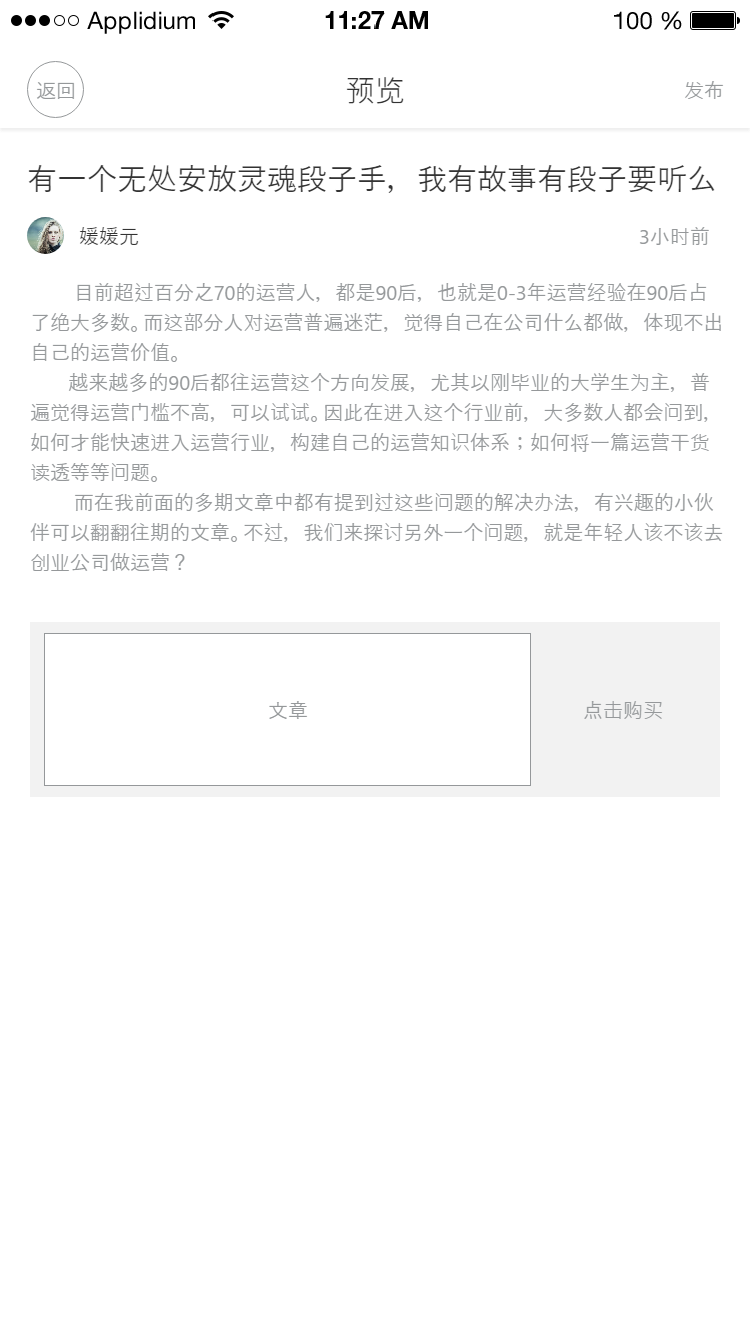 Applidium 11:27 AM 100 %
返回 预览 发布
有一个无处安放灵魂段子手，我有故事有段子要听么
媛媛元 3小时前
目前超过百分之70的运营人，都是90后，也就是0-3年运营经验在90后占
了绝大多数。而这部分人对运营普遍迷茫，觉得自己在公司什么都做，体现不出
自己的运营价值。
越来越多的90后都往运营这个方向发展，尤其以刚毕业的大学生为主，普
遍觉得运营门槛不高，可以试试。因此在进入这个行业前，大多数人都会问到，
如何才能快速进入运营行业，构建自己的运营知识体系；如何将一篇运营干货
读透等等问题。
而在我前面的多期文章中都有提到过这些问题的解决办法，有兴趣的小伙
伴可以翻翻往期的文章。不过，我们来探讨另外一个问题，就是年轻人该不该去
创业公司做运营？
文章 点击购买